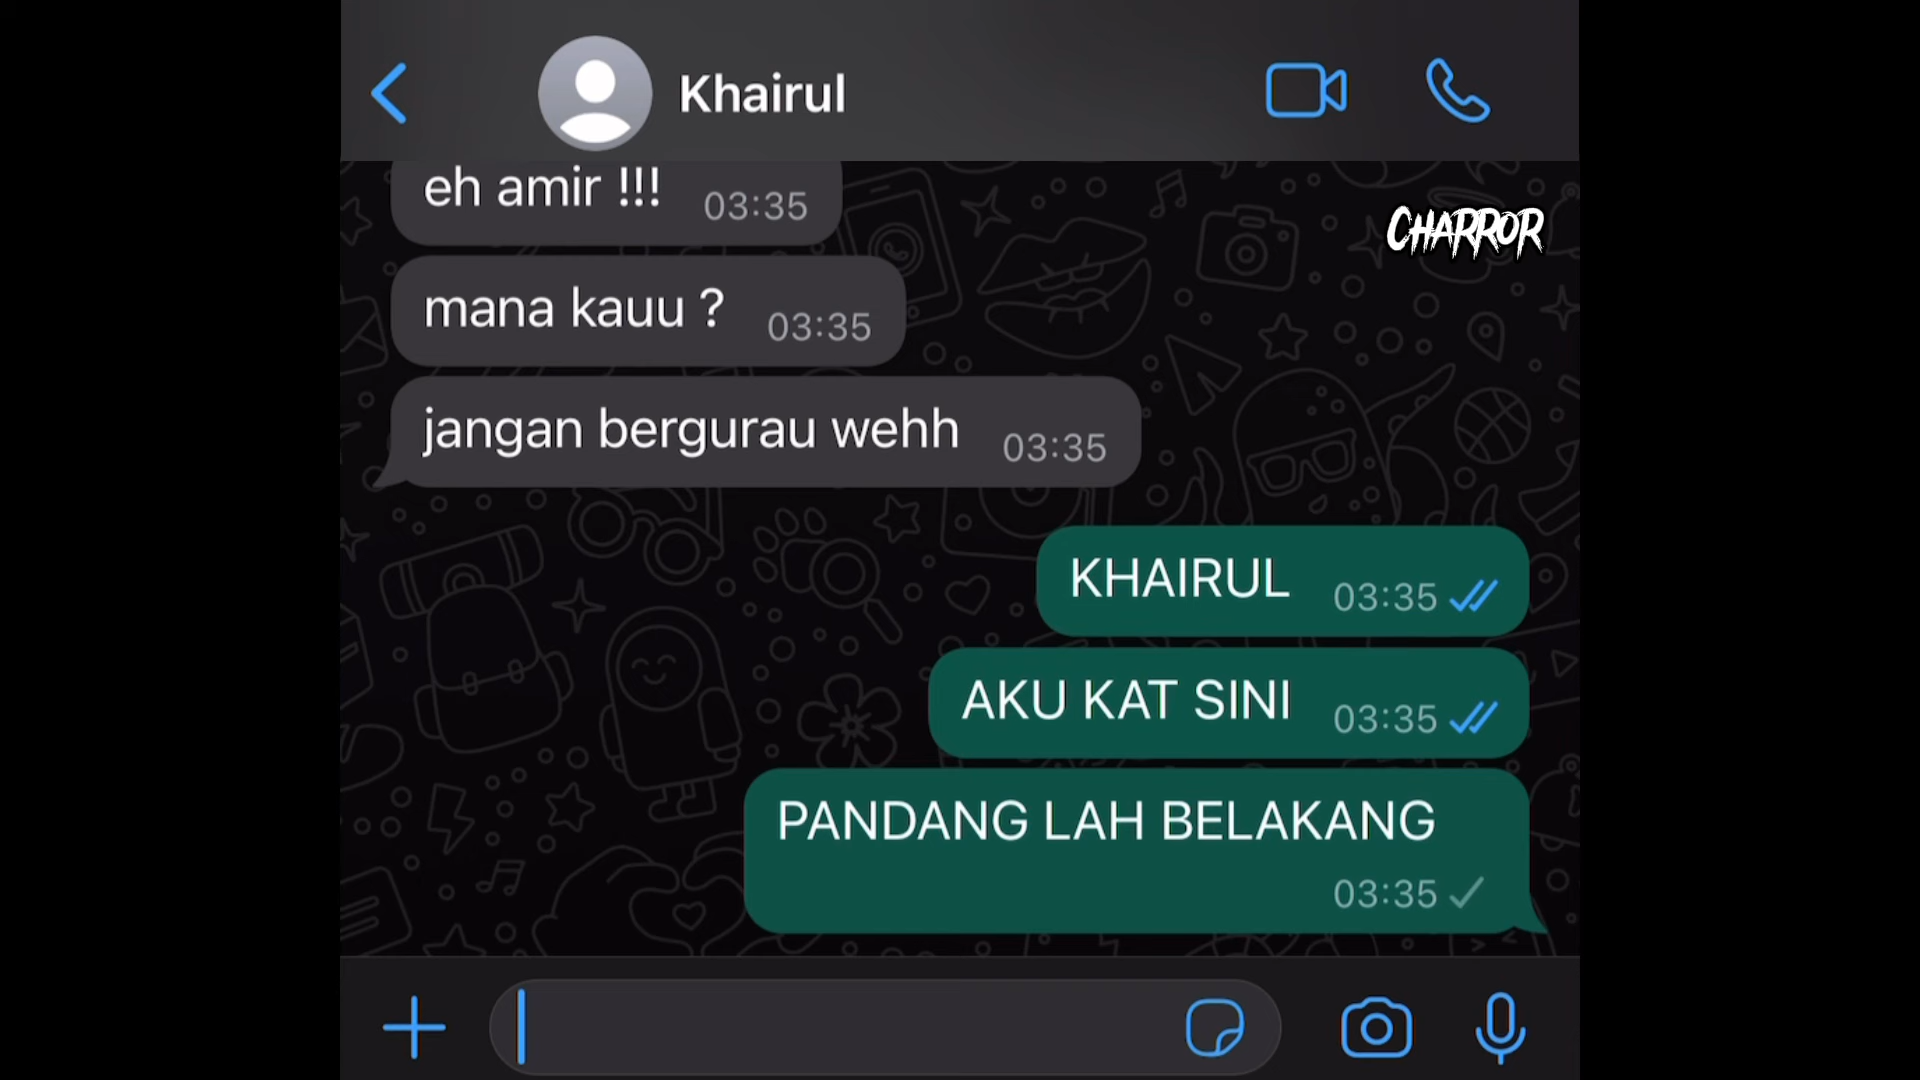 Khairul
eh amir !!! 03:35
CHARROR
mana kauu ? 03:35
jangan bergurau wehh 03:35
KHAIRUL 03:35
AKU KAT SINI 03:35
PANDANG LAH BELAKANG
03:35